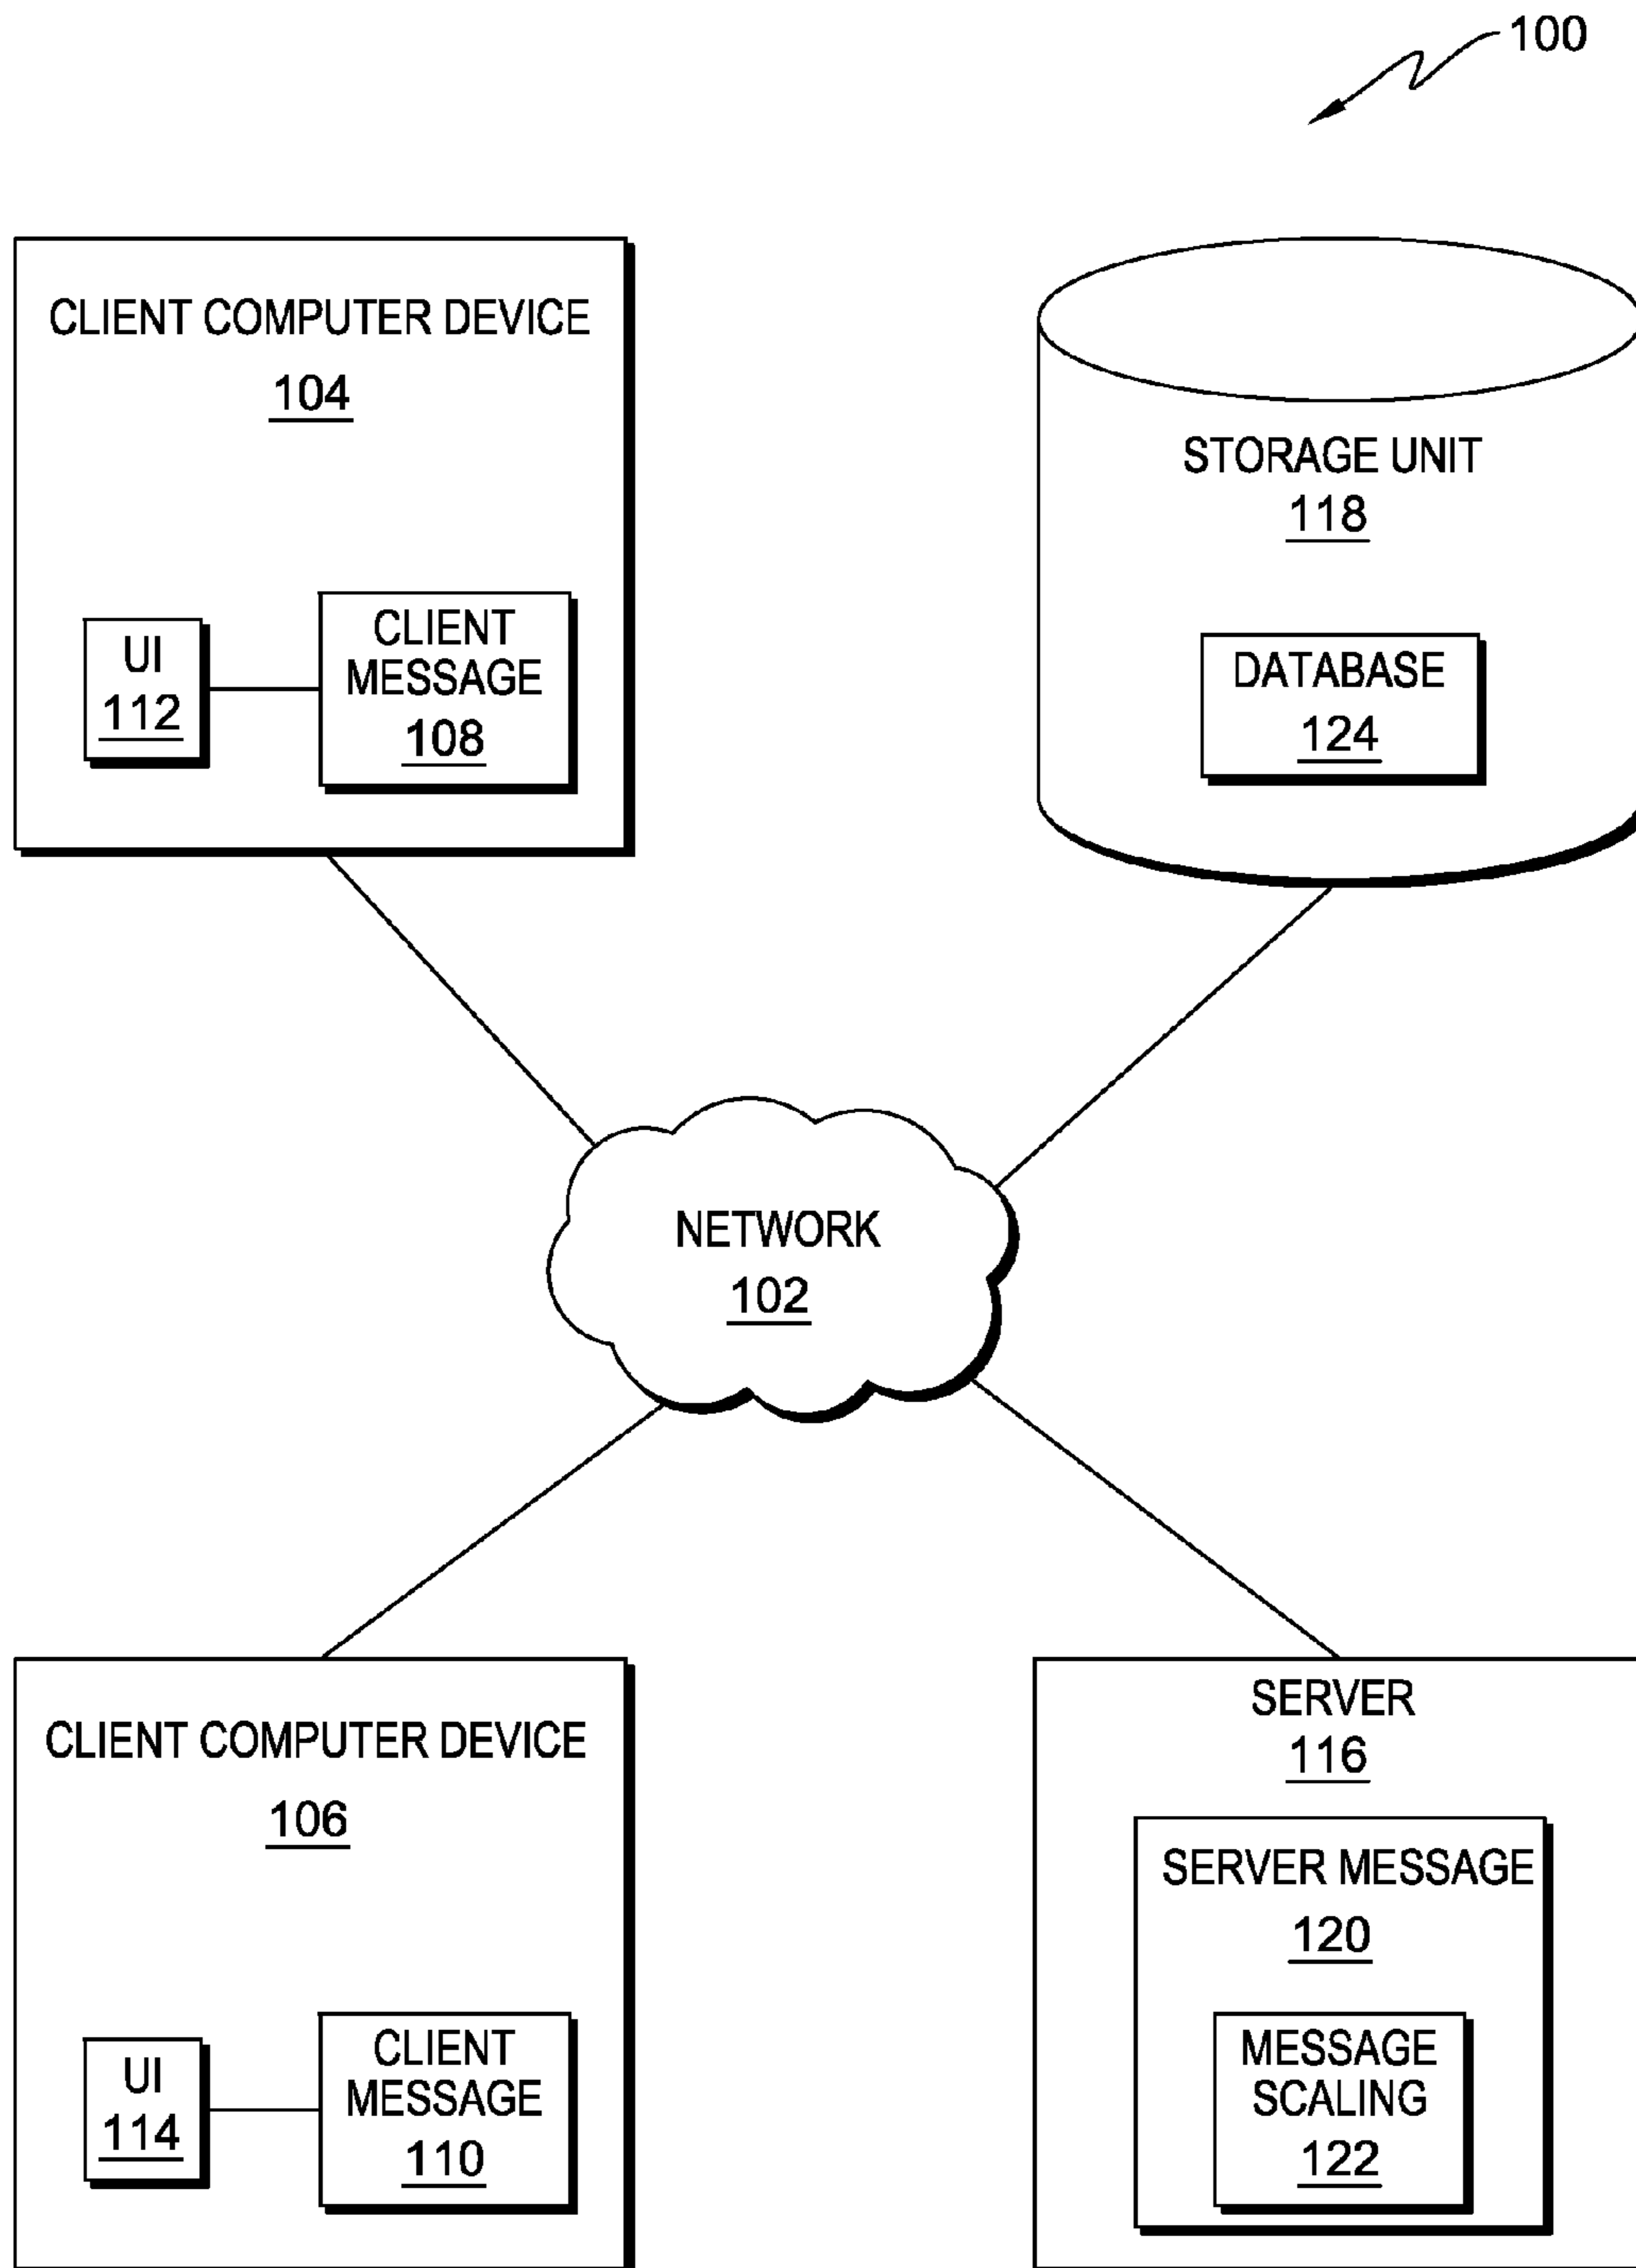 100
CLIENT COMPUTER DEVICE
104
UI
112
CLIENT
MESSAGE
108
STORAGE UNIT
118
DATABASE
124
NETWORK
102
CLIENT COMPUTER DEVICE
106
UI
114
CLIENT
MESSAGE
110
SERVER
116
SERVER MESSAGE
120
MESSAGE
SCALING
122